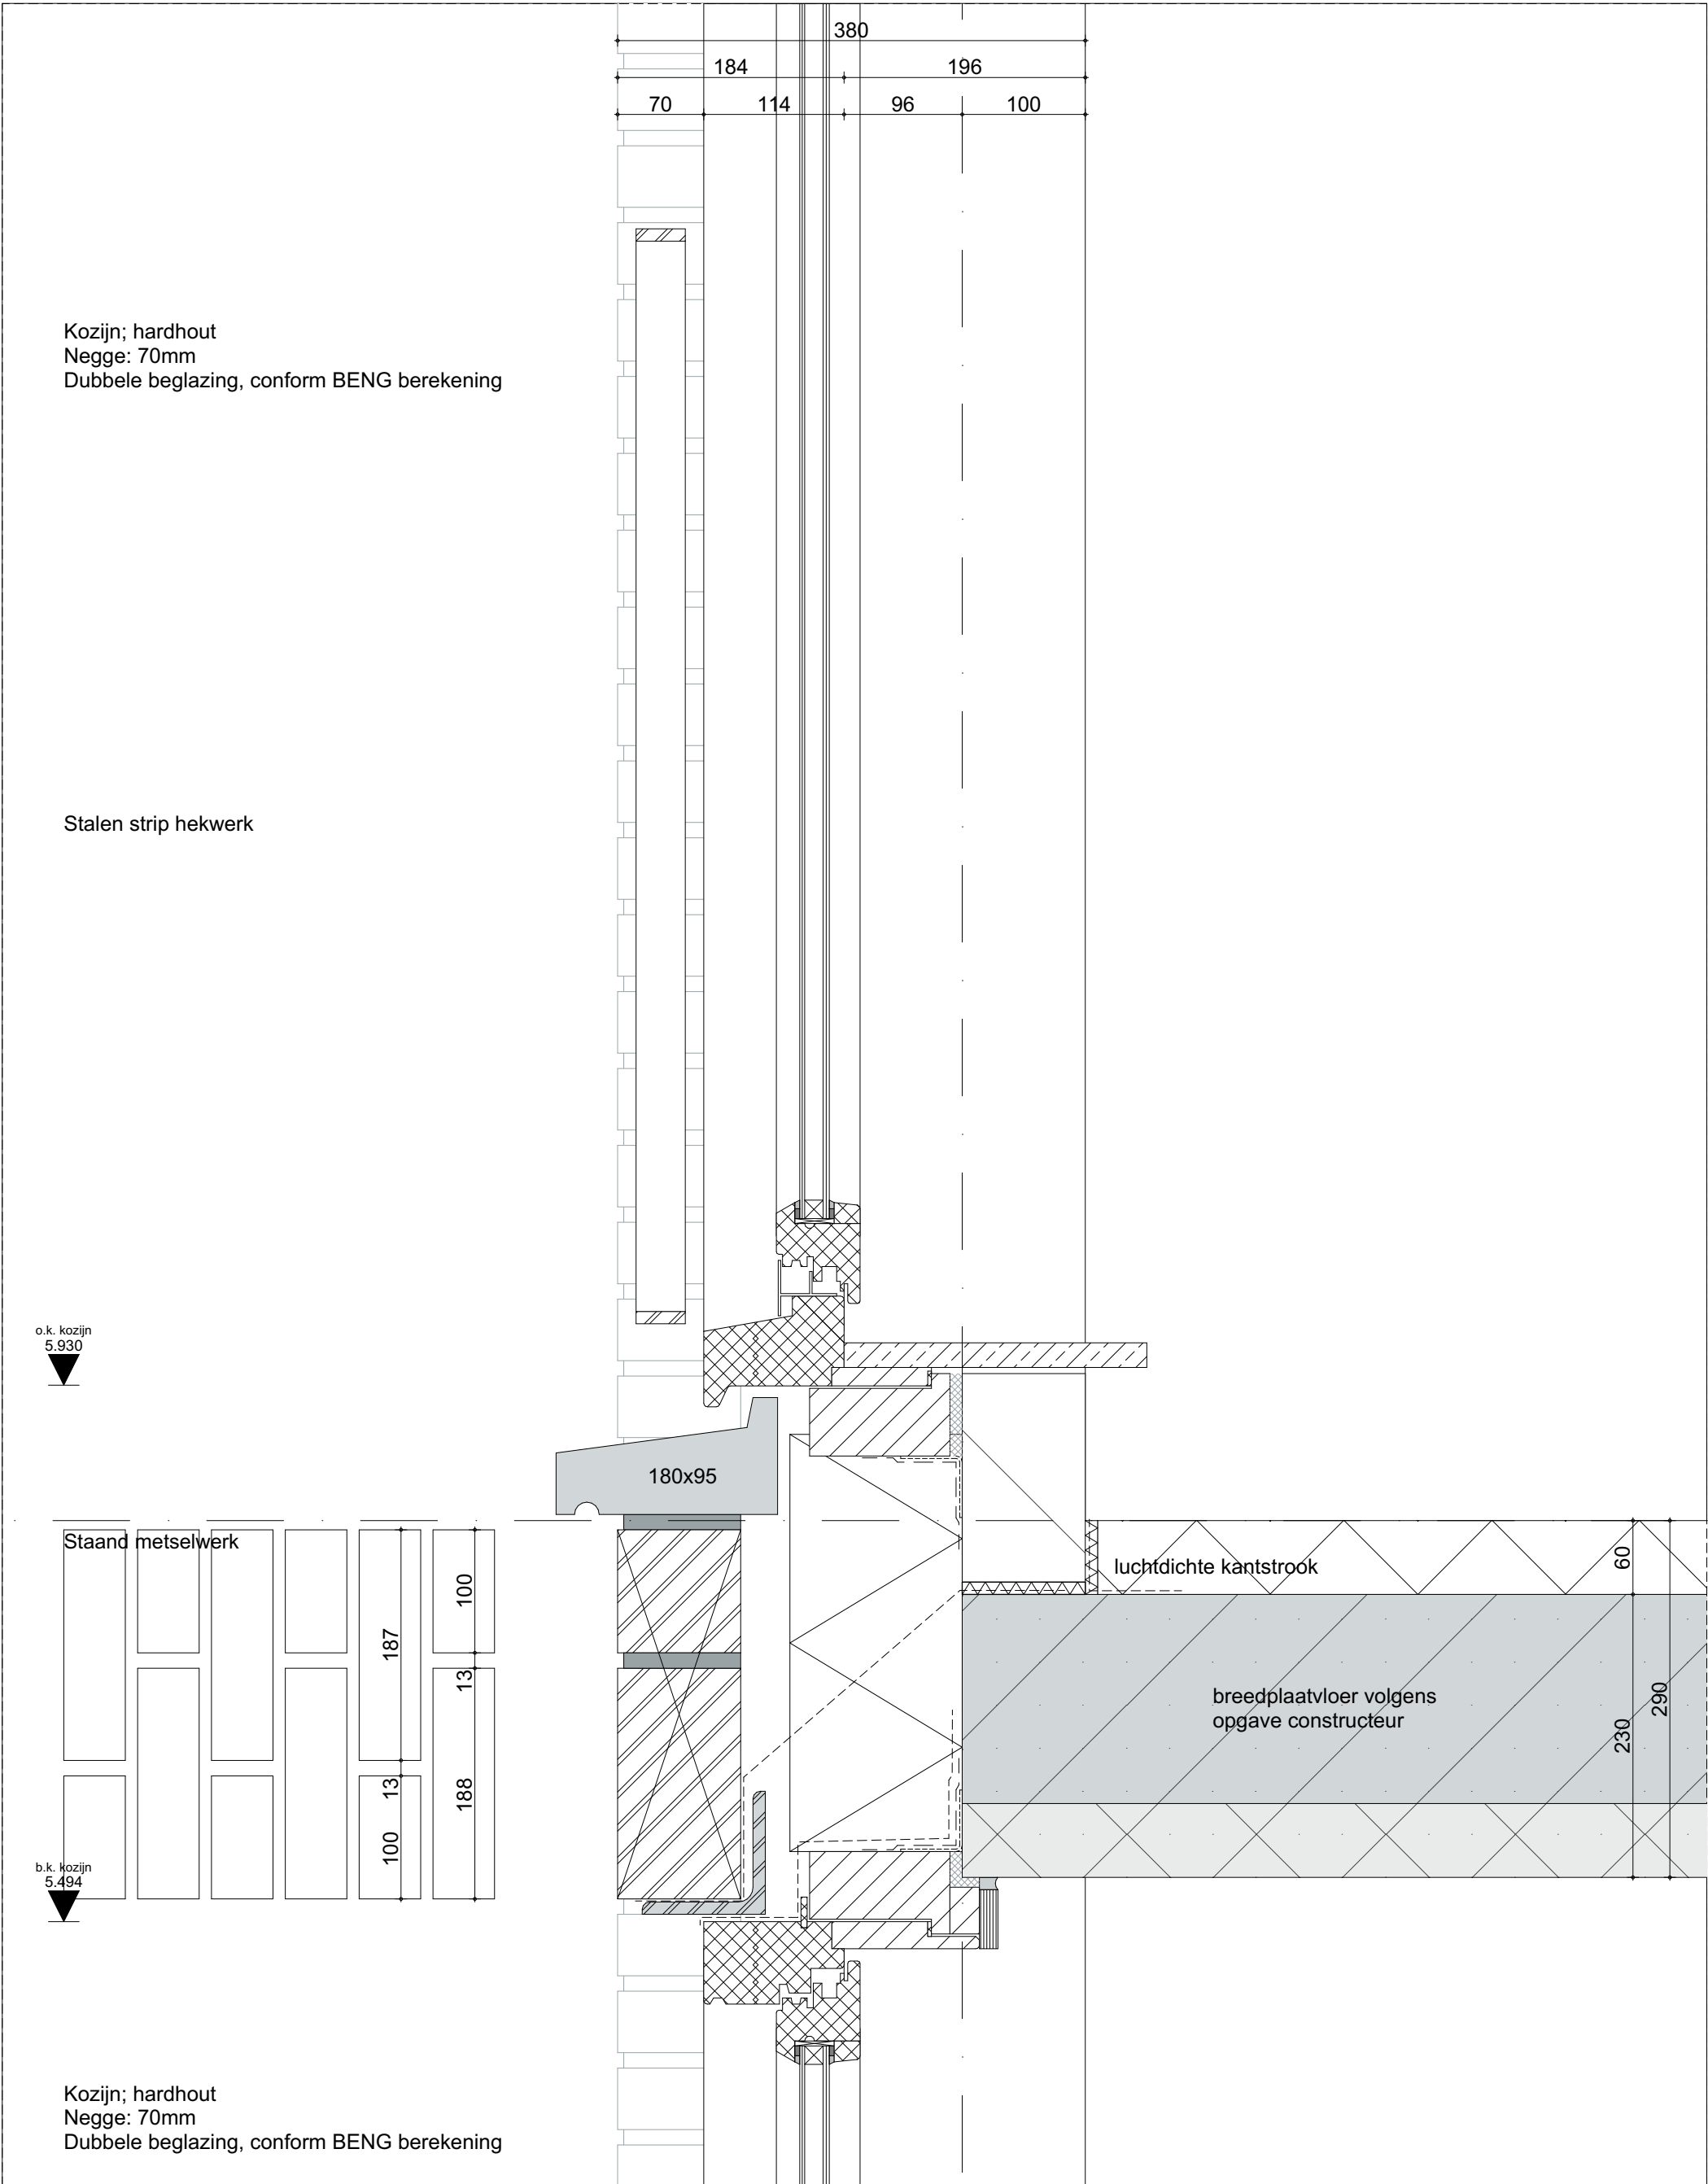 380
184
196
70
114
96
100
Kozijn; hardhout
Negge: 70mm
Dubbele beglazing, conform BENG berekening
Stalen strip hekwerk
o.k. kozijn
5.930
180x95
Staand metselwerk
luchtdichte kantstrook
60
100
187
13
breedplaatvloer volgens
opgave constructeur
290
230
13
188
100
b.k. kozijn
5.494
Kozijn; hardhout
Negge: 70mm
Dubbele beglazing, conform BENG berekening